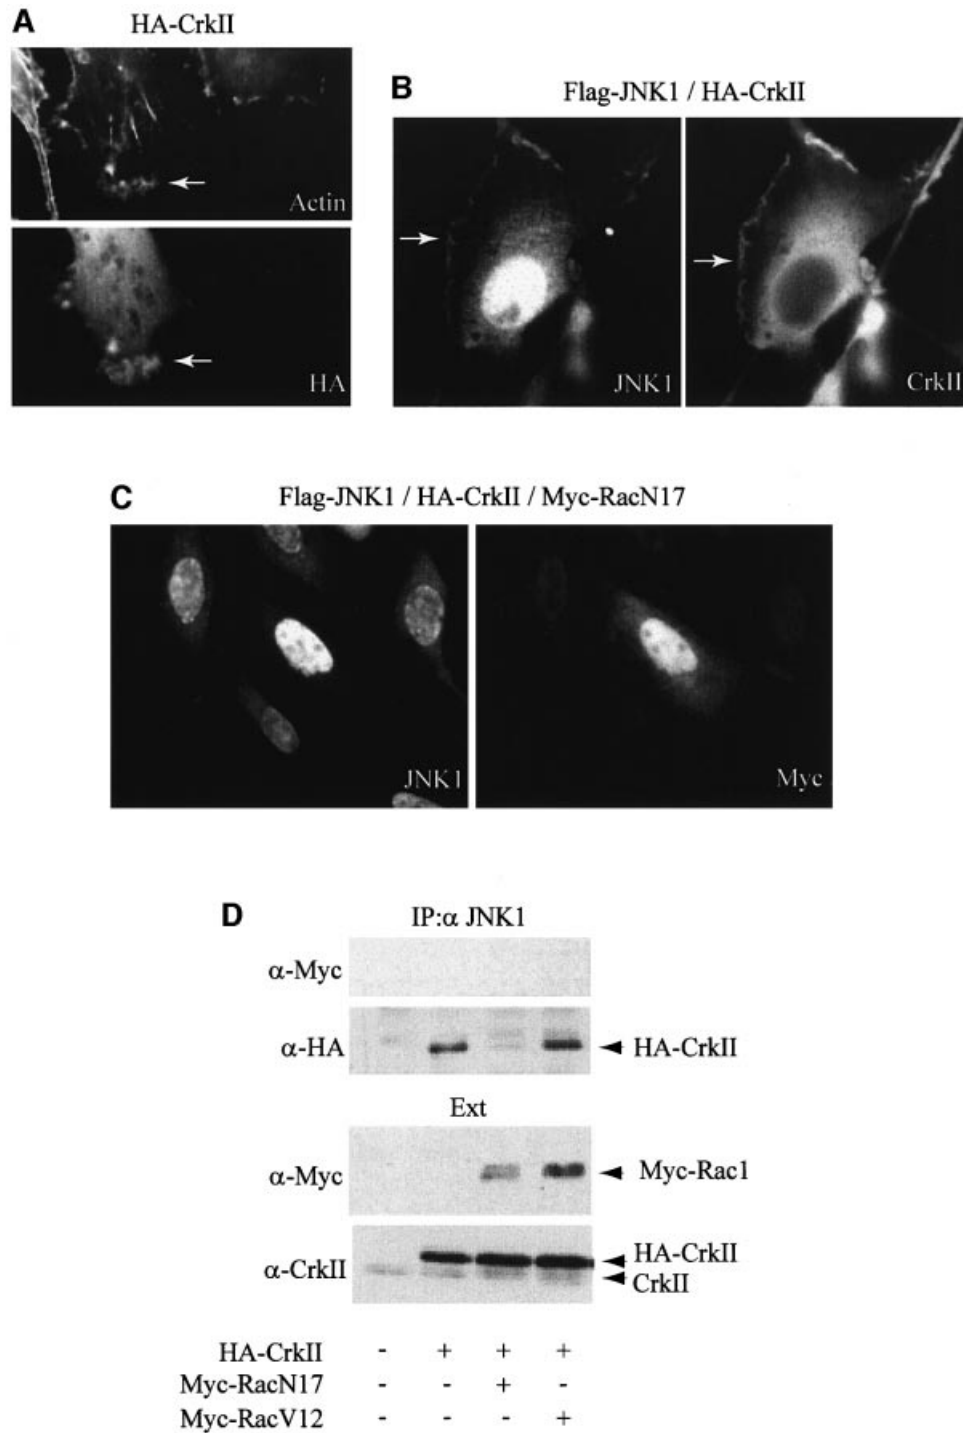 A
HA-CrkII
Actin
HA
B
Flag-JNK1 / HA-CrkII
JNK1
CrkII
C
Flag-JNK1 / HA-CrkII / Myc-RacN17
JNK1
Myc
D
IP:α JNK1
α-Myc
α-HA
HA-CrkII
Ext
α-Myc
Myc-Rac1
α-CrkII
HA-CrkII
CrkII
HA-CrkII - + + +
Myc-RacN17 - - + -
Myc-RacV12 - - - +